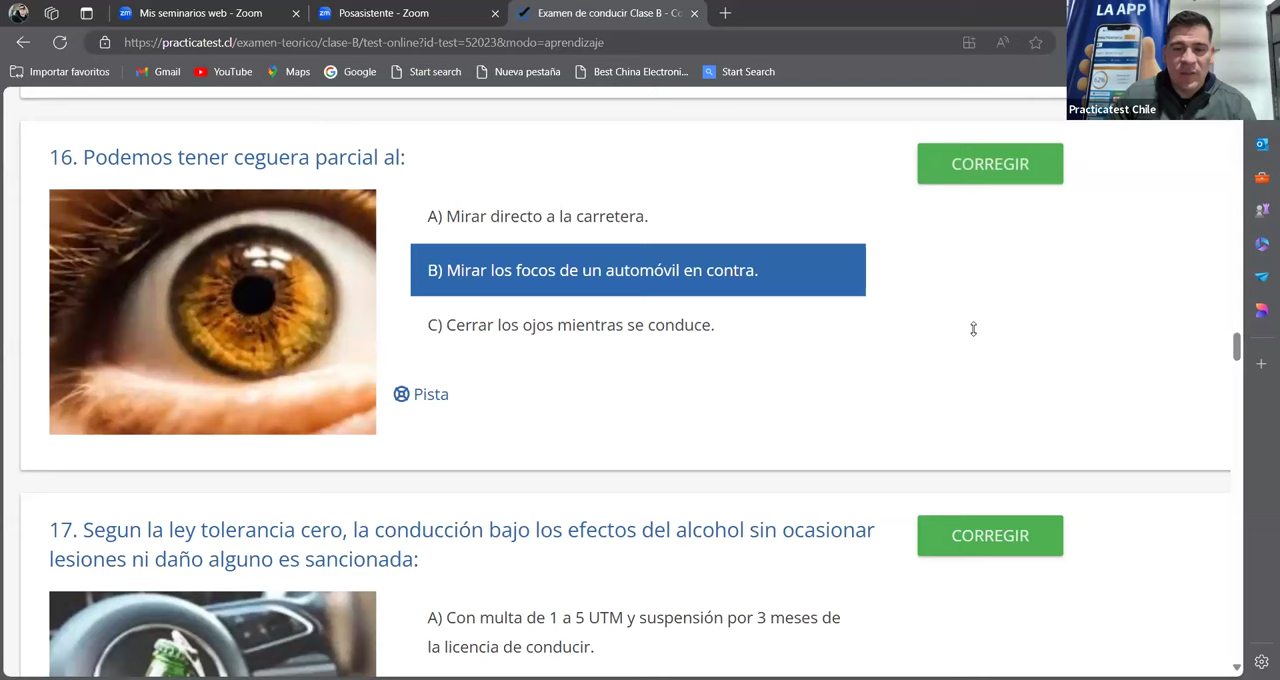 Mis seminarios web - Zoom
Posasistente - Zoom
Examen de conducir Clase B - Co
https://practicatest.cl/examen-teorico/clase-B/test-online?id-test=52023&modo=aprendizaje
Importar favoritos
Gmail
YouTube
Maps
Google
Start search
Nueva pestaña
Best China Electroni...
Start Search
LA APP
Practicatest Chile
16. Podemos tener ceguera parcial al:
CORREGIR
A) Mirar directo a la carretera.
B) Mirar los focos de un automóvil en contra.
C) Cerrar los ojos mientras se conduce.
Pista
17. Segun la ley tolerancia cero, la conducción bajo los efectos del alcohol sin ocasionar
lesiones ni daño alguno es sancionada:
CORREGIR
A) Con multa de 1 a 5 UTM y suspensión por 3 meses de
la licencia de conducir.